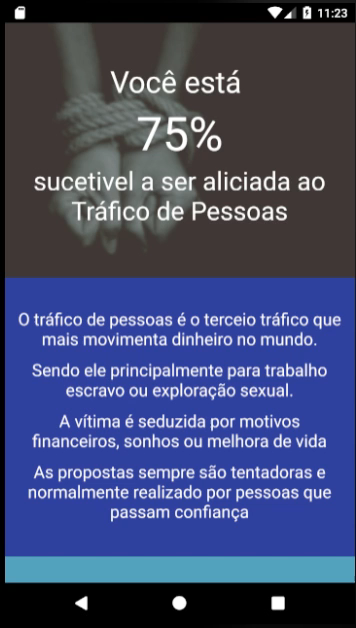 11:23
Você está
75%
sucetivel a ser aliciada ao
Tráfico de Pessoas
O tráfico de pessoas é o terceio tráfico que
mais movimenta dinheiro no mundo.
Sendo ele principalmente para trabalho
escravo ou exploração sexual.
A vítima é seduzida por motivos
financeiros, sonhos ou melhora de vida
As propostas sempre são tentadoras e
normalmente realizado por pessoas que
passam confiança